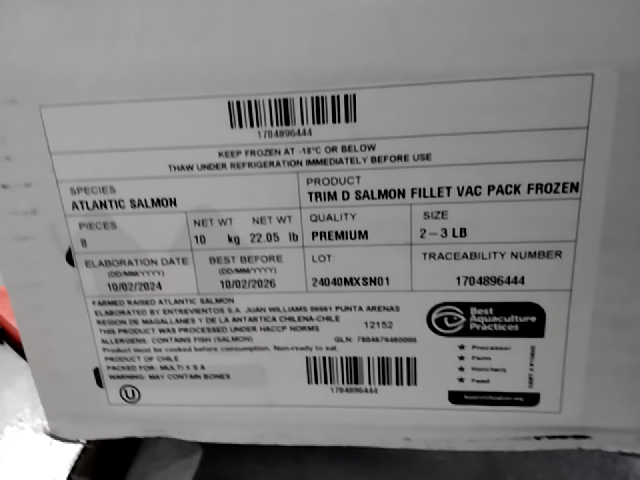 1704896444
KEEP FROZEN AT -18°C OR BELOW
THAW UNDER REFRIGERATION IMMEDIATELY BEFORE USE
SPECIES
ATLANTIC SALMON
PRODUCT
TRIM D SALMON FILLET VAC PACK FROZEN
PIECES
8
NET WT NET WT
10 kg 22.05 lb
QUALITY
PREMIUM
SIZE
2-3 LB
ELABORATION DATE
(DD/MM/YYYY)
10/02/2024
BEST BEFORE
(DD/MM/YYYY)
10/02/2026
LOT:
24040MXSN01
TRACEABILITY NUMBER
1704896444
FARMED RAISED ATLANTIC SALMON
ELABORATED BY ENTREVIENTOS S.A. JUAN WILLIAMS PUNTA ARENAS
REGION DE MAGALLANES Y DE LA ANTARTICA CHILENA-CHILE
THIS PRODUCT WAS PROCESSED UNDER HACCP NORMS 12152
ALLERGENS: CONTAINS FISH (SALMON) GLN:
Product must be cooked before consumption. Non-ready to eat.
PRODUCT OF CHILE
PACKED FOR: MULTI X S A
WARNING: MAY CONTAIN BONES
U
1704896444
Best
Aquaculture
Practices
★ Processor
★ Farm
★ Hatchery
★ Feed